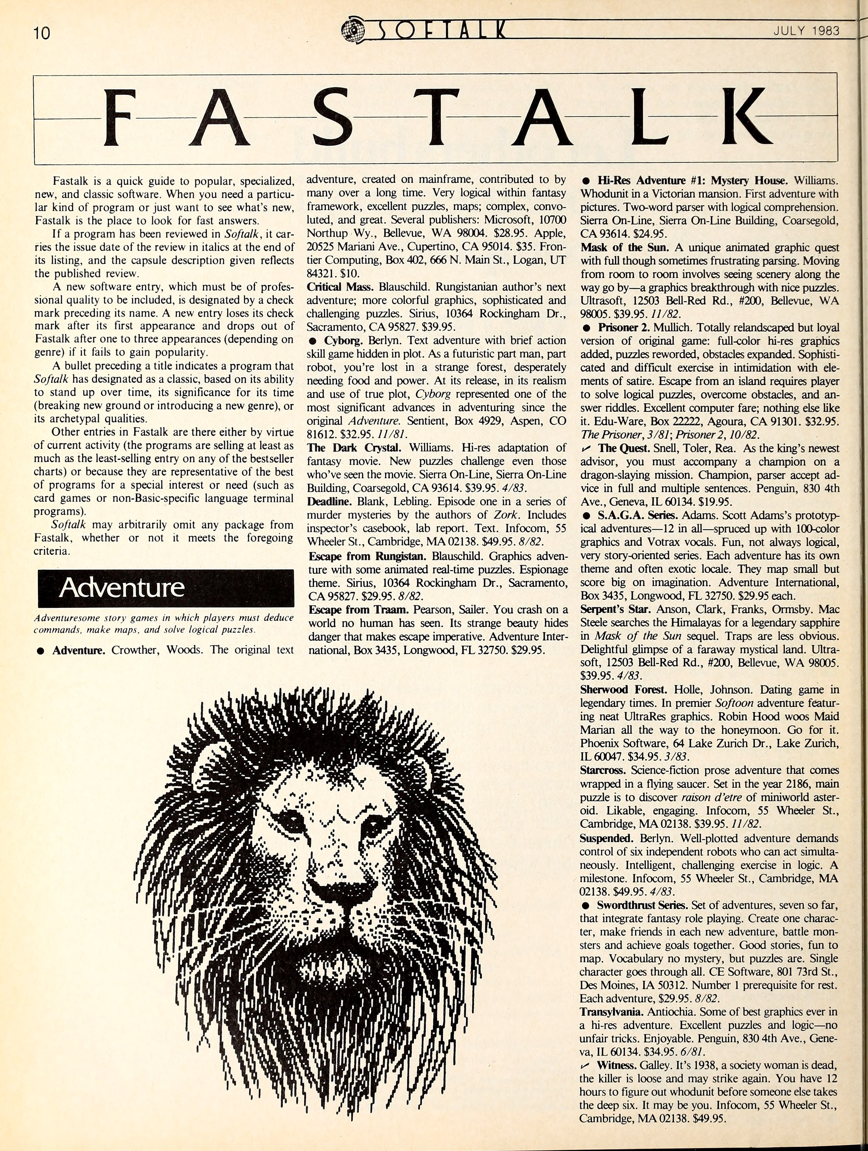 10
SOFTALK
JULY 1983
FASTALK
Fastalk is a quick guide to popular, specialized,
new, and classic software. When you need a particu-
lar kind of program or just want to see what's new,
Fastalk is the place to look for fast answers.
If a program has been reviewed in Softalk, it car-
ries the issue date of the review in italics at the end of
its listing, and the capsule description given reflects
the published review.
A new software entry, which must be of profes-
sional quality to be included, is designated by a check
mark preceding its name. A new entry loses its check
mark after its first appearance and drops out of
Fastalk after one to three appearances (depending on
genre) if it fails to gain popularity.
A bullet preceding a title indicates a program that
Softalk has designated as a classic, based on its ability
to stand up over time, its significance for its time
(breaking new ground or introducing a new genre), or
its archetypal qualities.
Other entries in Fastalk are there either by virtue
of current activity (the programs are selling at least as
much as the least-selling entry on any of the bestseller
charts) or because they are representative of the best
of programs for a special interest or need (such as
card games or non-Basic-specific language terminal
programs).
Softalk may arbitrarily omit any package from
Fastalk, whether or not it meets the foregoing
criteria.
Adventure
Adventuresome story games in which players must deduce
commands, make maps, and solve logical puzzles.
● Adventure. Crowther, Woods. The original text
adventure, created on mainframe, contributed to by
many over a long time. Very logical within fantasy
framework, excellent puzzles, maps; complex, convo-
luted, and great. Several publishers: Microsoft, 10700
Northup Wy., Bellevue, WA 98004. $28.95. Apple,
20525 Mariani Ave., Cupertino, CA 95014. $35. Fron-
tier Computing, Box 402, 666 N. Main St., Logan, UT
84321. $10.
Critical Mass. Blauschild. Rungistanian author's next
adventure; more colorful graphics, sophisticated and
challenging puzzles. Sirius, 10364 Rockingham Dr.,
Sacramento, CA 95827. $39.95.
● Cyborg. Berlyn. Text adventure with brief action
skill game hidden in plot. As a futuristic part man, part
robot, you're lost in a strange forest, desperately
needing food and power. At its release, in its realism
and use of true plot, Cyborg represented one of the
most significant advances in adventuring since the
original Adventure. Sentient, Box 4929, Aspen, CO
81612. $32.95. 11/81.
The Dark Crystal. Williams. Hi-res adaptation of
fantasy movie. New puzzles challenge even those
who've seen the movie. Sierra On-Line, Sierra On-Line
Building, Coarsegold, CA 93614. $39.95. 4/83.
Deadline. Blank, Lebling. Episode one in a series of
murder mysteries by the authors of Zork. Includes
inspector's casebook, lab report. Text. Infocom, 55
Wheeler St., Cambridge, MA 02138. $49.95. 8/82.
Escape from Rungistan. Blauschild. Graphics adven-
ture with some animated real-time puzzles. Espionage
theme. Sirius, 10364 Rockingham Dr., Sacramento,
CA 95827. $29.95. 8/82.
Escape from Traam. Pearson, Sailer. You crash on a
world no human has seen. Its strange beauty hides
danger that makes escape imperative. Adventure Inter-
national, Box 3435, Longwood, FL 32750. $29.95.
● Hi-Res Adventure #1: Mystery House. Williams.
Whodunit in a Victorian mansion. First adventure with
pictures. Two-word parser with logical comprehension.
Sierra On-Line, Sierra On-Line Building, Coarsegold,
CA 93614. $24.95.
Mask of the Sun. A unique animated graphic quest
with full though sometimes frustrating parsing. Moving
from room to room involves seeing scenery along the
way go by—a graphics breakthrough with nice puzzles.
Ultrasoft, 12503 Bell-Red Rd., #200, Bellevue, WA
98005. $39.95. 11/82.
● Prisoner 2. Mullich. Totally relandscaped but loyal
version of original game: full-color hi-res graphics
added, puzzles reworded, obstacles expanded. Sophisti-
cated and difficult exercise in intimidation with ele-
ments of satire. Escape from an island requires player
to solve logical puzzles, overcome obstacles, and an-
swer riddles. Excellent computer fare; nothing else like
it. Edu-Ware, Box 22222, Agoura, CA 91301. $32.95.
The Prisoner, 3/81; Prisoner 2, 10/82.
✓ The Quest. Snell, Toler, Rea. As the king's newest
advisor, you must accompany a champion on a
dragon-slaying mission. Champion, parser accept ad-
vice in full and multiple sentences. Penguin, 830 4th
Ave., Geneva, IL 60134. $19.95.
● S.A.G.A. Series. Adams. Scott Adams's prototyp-
ical adventures—12 in all—spruced up with 100-color
graphics and Votrax vocals. Fun, not always logical,
very story-oriented series. Each adventure has its own
theme and often exotic locale. They map small but
score big on imagination. Adventure International,
Box 3435, Longwood, FL 32750. $29.95 each.
Serpent's Star. Anson, Clark, Franks, Ormsby. Mac
Steele searches the Himalayas for a legendary sapphire
in Mask of the Sun sequel. Traps are less obvious.
Delightful glimpse of a faraway mystical land. Ultra-
soft, 12503 Bell-Red Rd., #200, Bellevue, WA 98005.
$39.95. 4/83.
Sherwood Forest. Holle, Johnson. Dating game in
legendary times. In premier Softoon adventure featur-
ing neat UltraRes graphics. Robin Hood woos Maid
Marian all the way to the honeymoon. Go for it.
Phoenix Software, 64 Lake Zurich Dr., Lake Zurich,
IL 60047. $34.95. 3/83.
Starcross. Science-fiction prose adventure that comes
wrapped in a flying saucer. Set in the year 2186, main
puzzle is to discover raison d'etre of miniworld aster-
oid. Likable, engaging. Infocom, 55 Wheeler St.,
Cambridge, MA 02138. $39.95. 11/82.
Suspended. Berlyn. Well-plotted adventure demands
control of six independent robots who can act simulta-
neously. Intelligent, challenging exercise in logic. A
milestone. Infocom, 55 Wheeler St., Cambridge, MA
02138. $49.95. 4/83.
● Swordthrust Series. Set of adventures, seven so far,
that integrate fantasy role playing. Create one charac-
ter, make friends in each new adventure, battle mon-
sters and achieve goals together. Good stories, fun to
map. Vocabulary no mystery, but puzzles are. Single
character goes through all. CE Software, 801 73rd St.,
Des Moines, IA 50312. Number 1 prerequisite for rest.
Each adventure, $29.95. 8/82.
Transylvania. Antiochia. Some of best graphics ever in
a hi-res adventure. Excellent puzzles and logic—no
unfair tricks. Enjoyable. Penguin, 830 4th Ave., Gene-
va, IL 60134. $34.95. 6/81.
✓ Witness. Galley. It's 1938, a society woman is dead,
the killer is loose and may strike again. You have 12
hours to figure out whodunit before someone else takes
the deep six. It may be you. Infocom, 55 Wheeler St.,
Cambridge, MA 02138. $49.95.